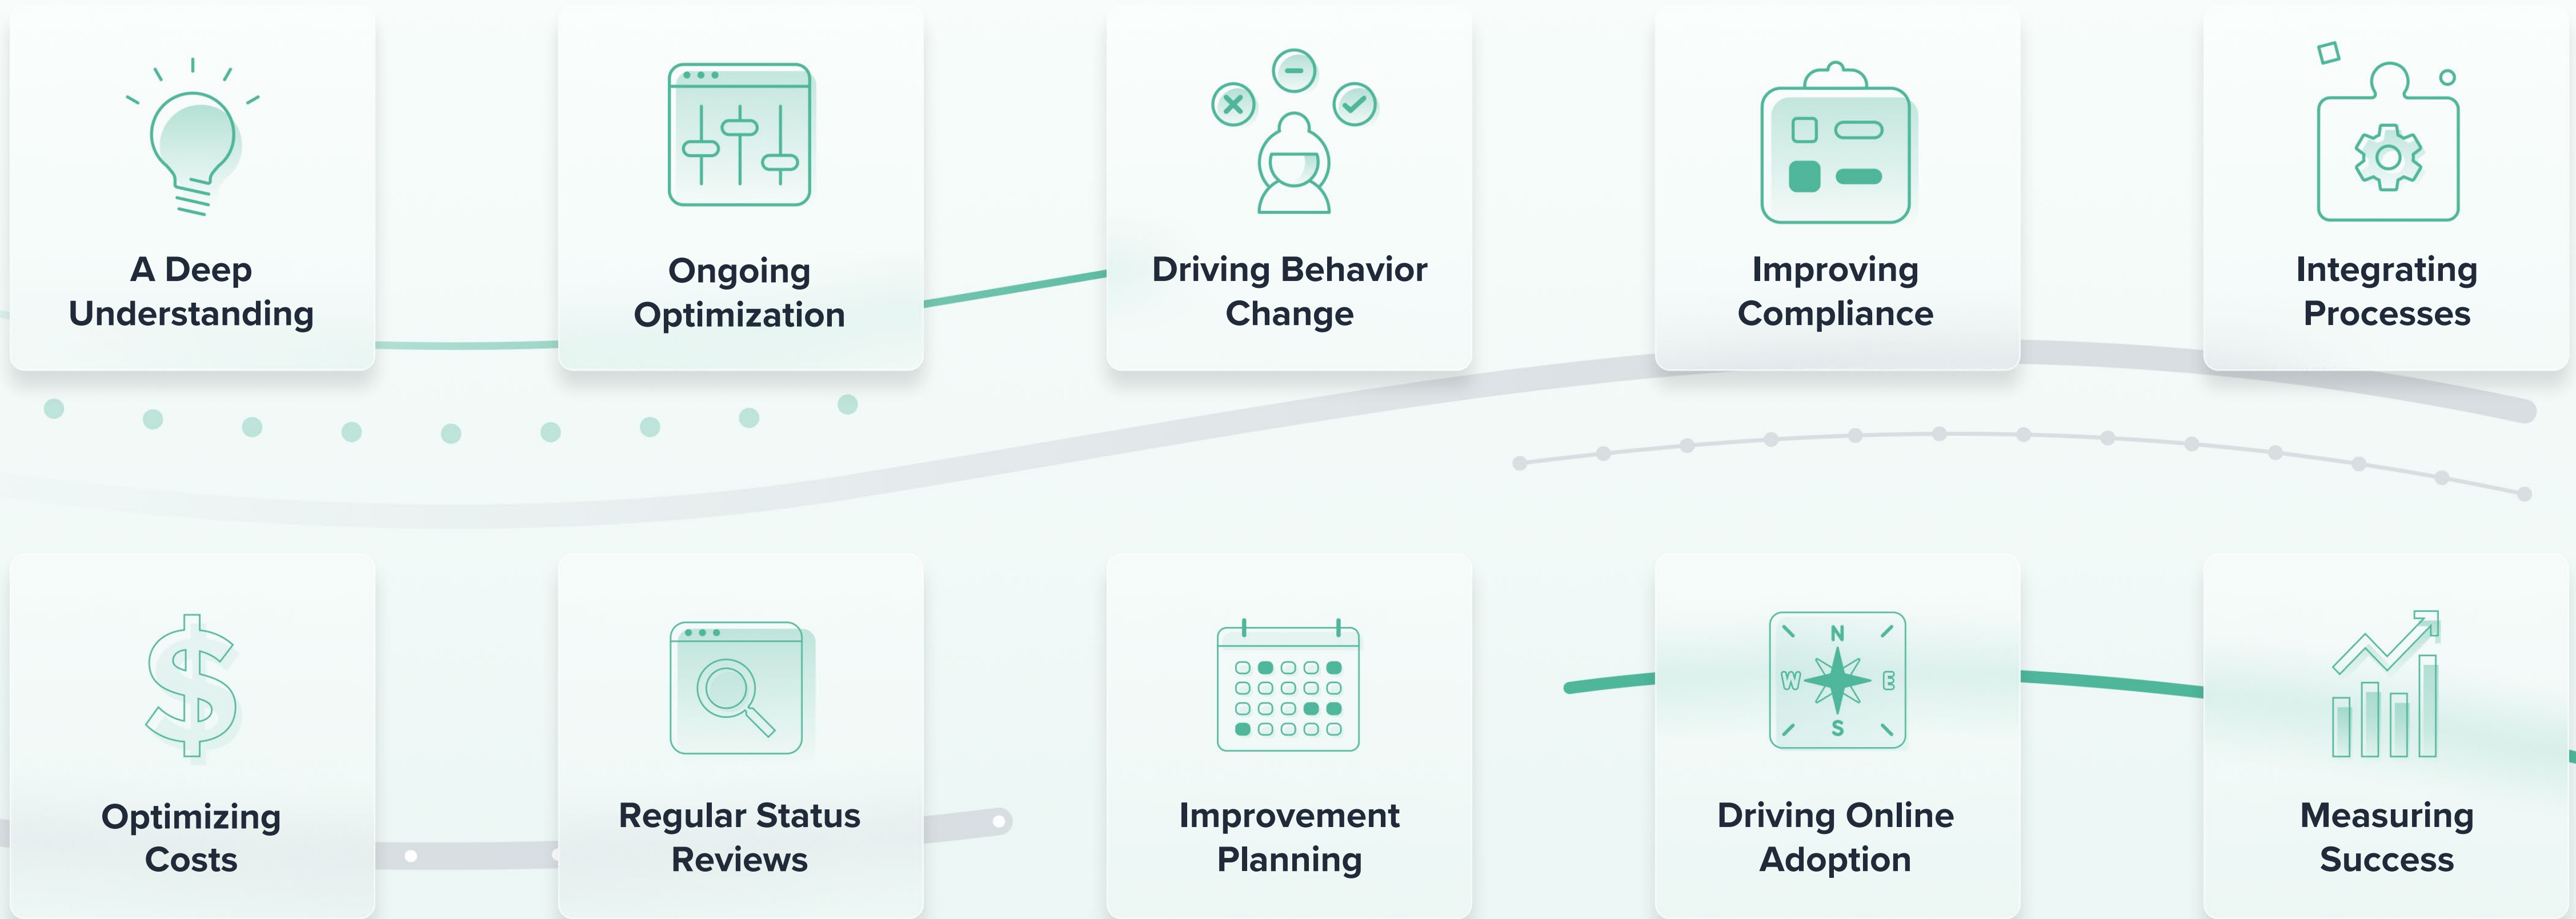 A Deep
Understanding
Ongoing
Optimization
Driving Behavior
Change
Improving
Compliance
Integrating
Processes
$
Optimizing
Costs
Regular Status
Reviews
Improvement
Planning
N
W E
S
Driving Online
Adoption
Measuring
Success